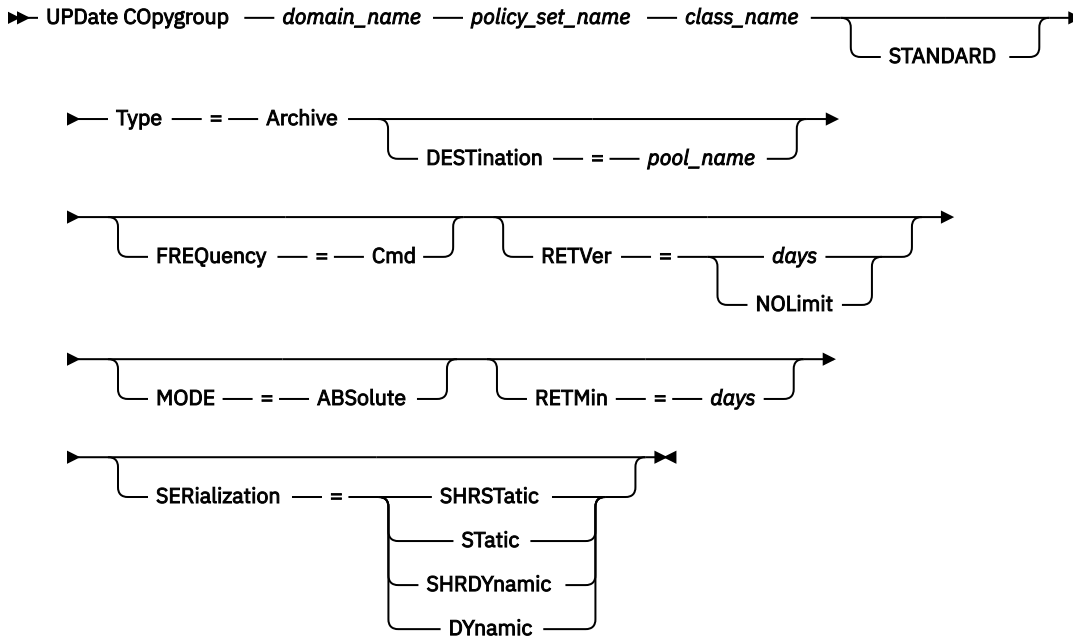 UPDate COpygroup domain_name policy_set_name class_name
STANDARD
Type = Archive
DESTination = pool_name
FREQuency = Cmd
RETVer = days
NOLimit
MODE = ABSolute
RETMin = days
SERialization = SHRSTatic
STatic
SHRDYnamic
DYnamic